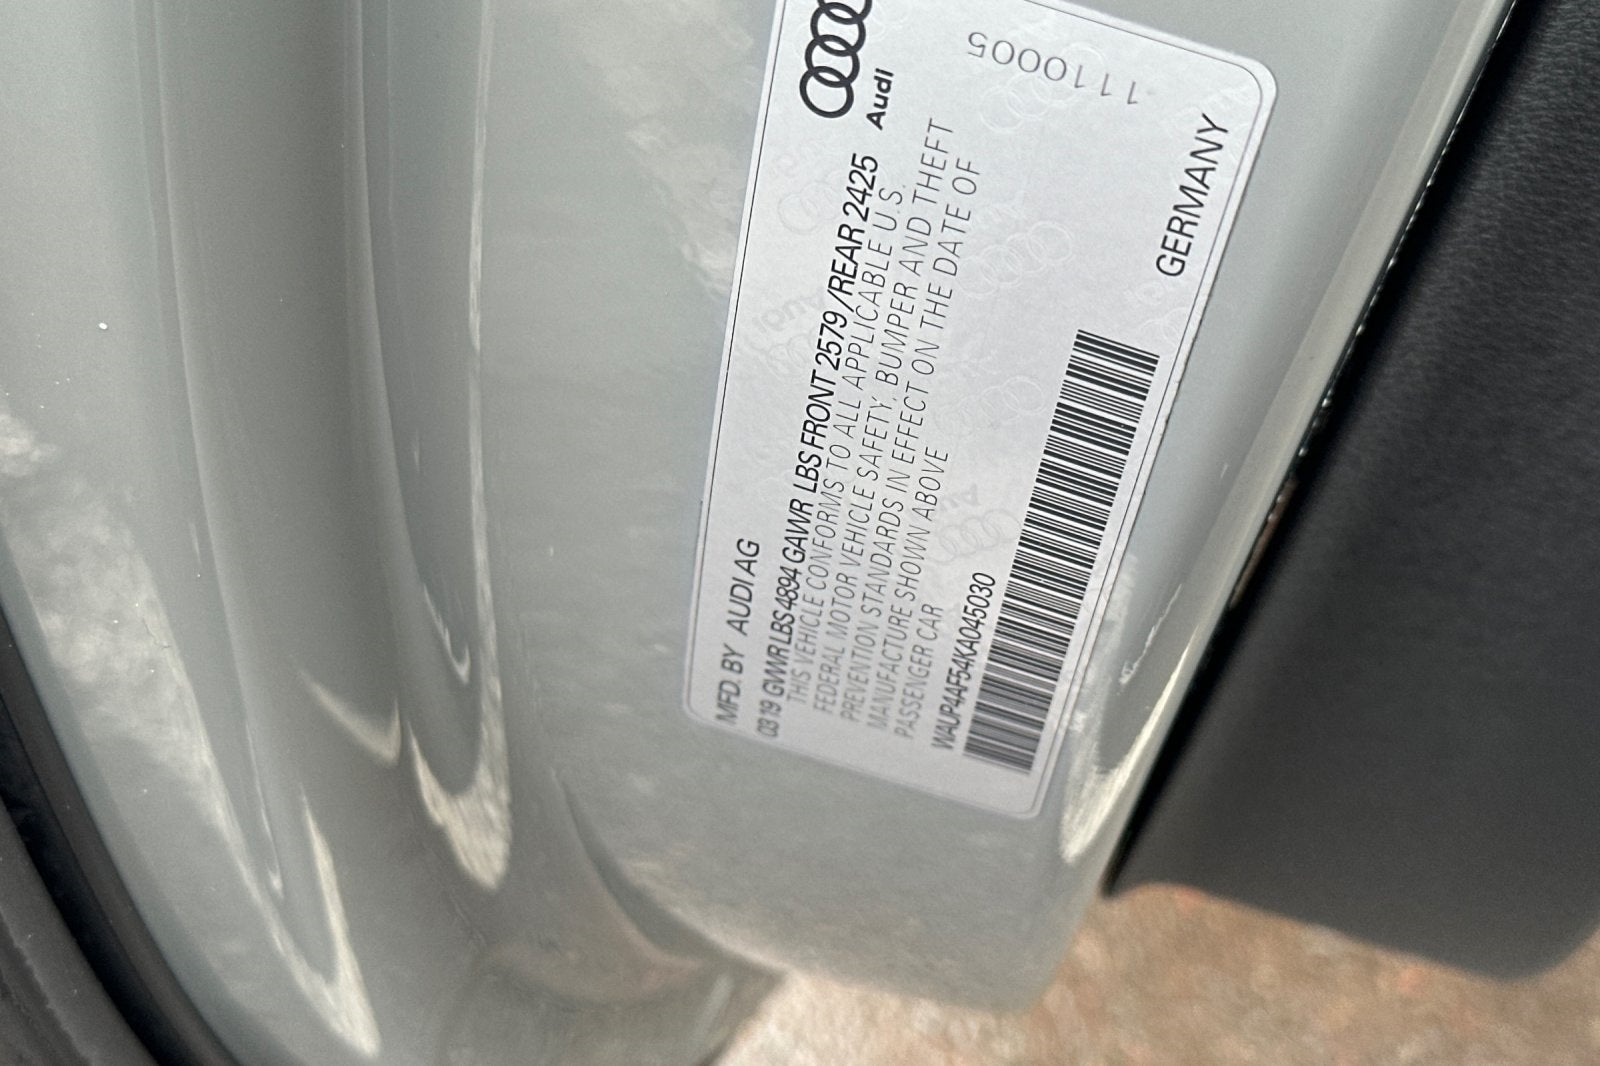 Audi
1110005
MFD. BY AUDI AG
03 19 GWWR LBS 4894 GAWR LBS FRONT 2579/REAR 2425
THIS VEHICLE CONFORMS TO ALL APPLICABLE U.S.
FEDERAL MOTOR VEHICLE SAFETY, BUMPER AND THEFT
PREVENTION STANDARDS IN EFFECT ON THE DATE OF
MANUFACTURE SHOWN ABOVE
PASSENGER CAR
WAUP4AF54KA045030
GERMANY